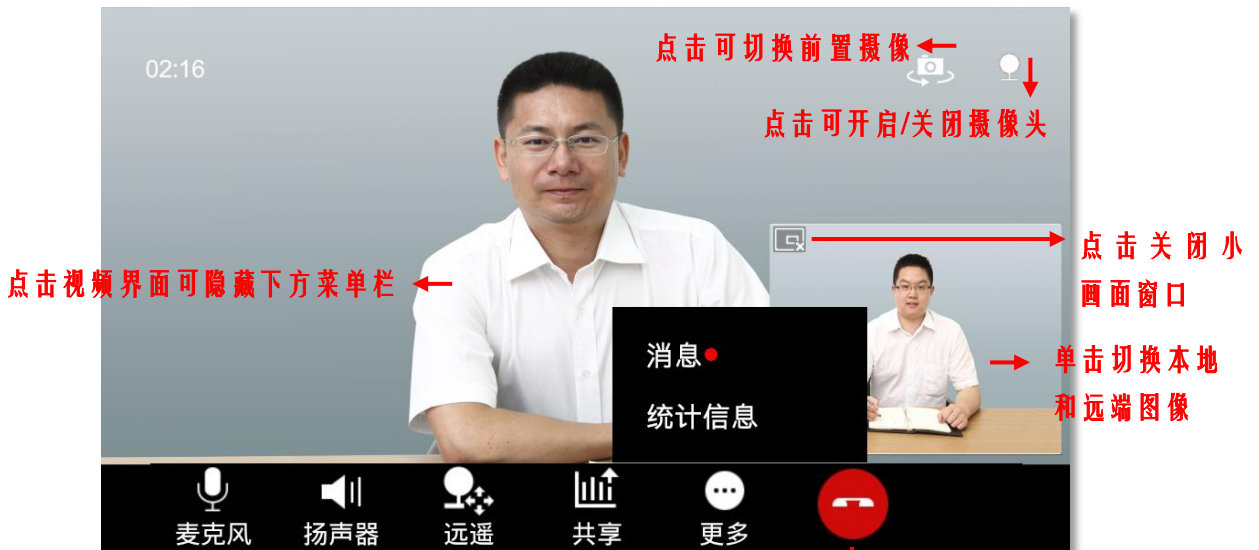 点击可切换前置摄像
02:16
点击可开启/关闭摄像头
点击关闭小
画面窗口
点击视频界面可隐藏下方菜单栏
消息
单击切换本地
和远端图像
统计信息
麦克风 扬声器 远遥 共享 更多